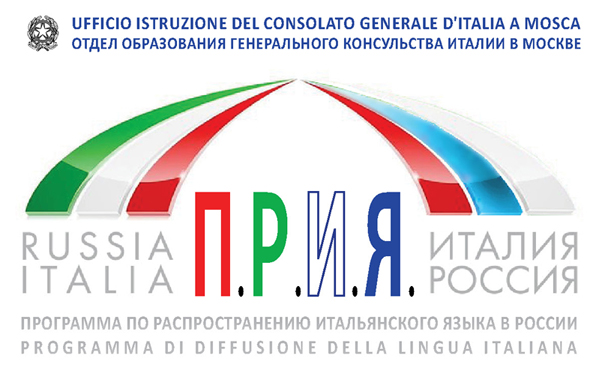 UFFICIO ISTRUZIONE DEL CONSOLATO GENERALE D'ITALIA A MOSCA
ОТДЕЛ ОБРАЗОВАНИЯ ГЕНЕРАЛЬНОГО КОНСУЛЬСТВА ИТАЛИИ В МОСКВЕ
RUSSIA
ITALIA
П.Р.И.Я.
ИТАЛИЯ
РОССИЯ
ПРОГРАММА ПО РАСПРОСТРАНЕНИЮ ИТАЛЬЯНСКОГО ЯЗЫКА В РОССИИ
PROGRAMMA DI DIFFUSIONE DELLA LINGUA ITALIANA